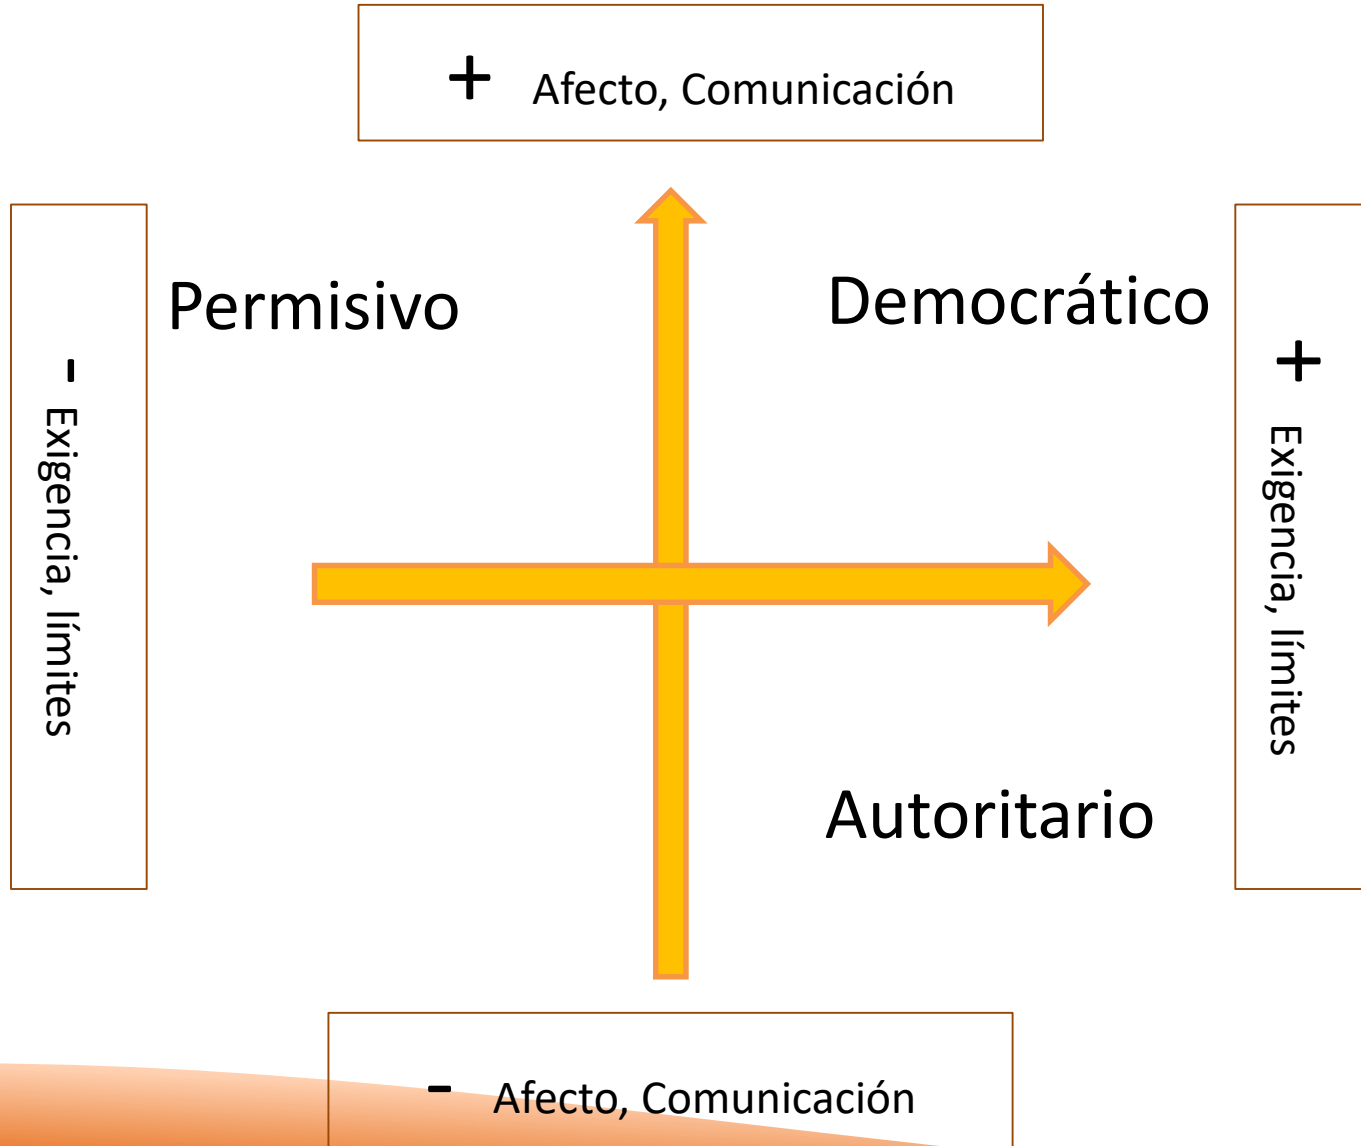 + Afecto, Comunicación
Permisivo
Democrático
- Exigencia, límites
+ Exigencia, límites
Autoritario
- Afecto, Comunicación